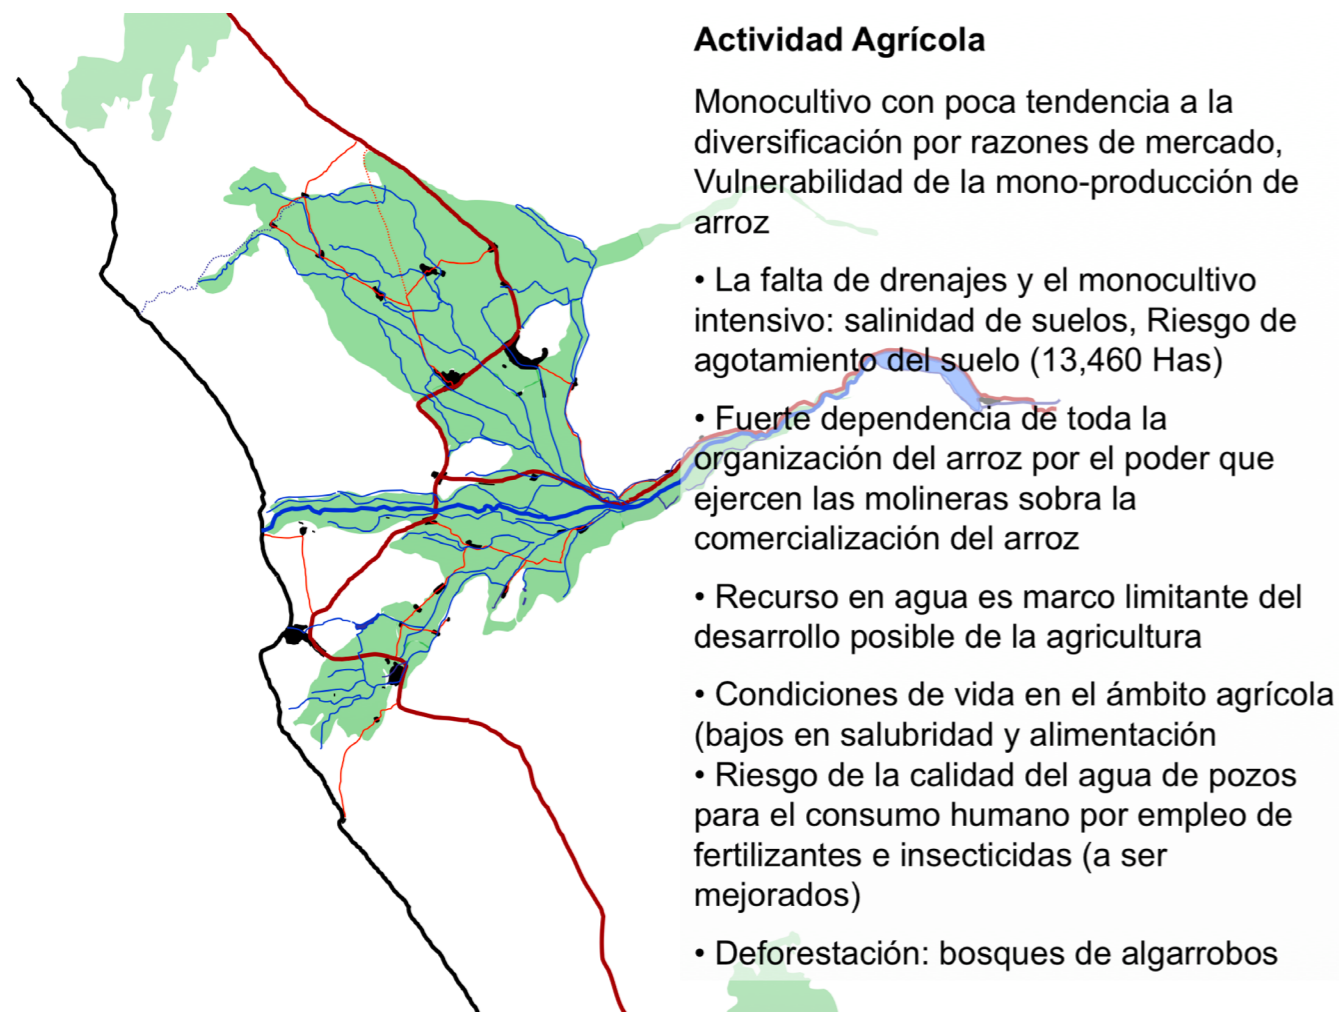 Actividad Agrícola
Monocultivo con poca tendencia a la
diversificación por razones de mercado,
Vulnerabilidad de la mono-producción de
arroz
• La falta de drenajes y el monocultivo
intensivo: salinidad de suelos, Riesgo de
agotamiento del suelo (13,460 Has)
• Fuerte dependencia de toda la
organización del arroz por el poder que
ejercen las molineras sobra la
comercialización del arroz
• Recurso en agua es marco limitante del
desarrollo posible de la agricultura
• Condiciones de vida en el ámbito agrícola
(bajos en salubridad y alimentación
• Riesgo de la calidad del agua de pozos
para el consumo humano por empleo de
fertilizantes e insecticidas (a ser
mejorados)
• Deforestación: bosques de algarrobos